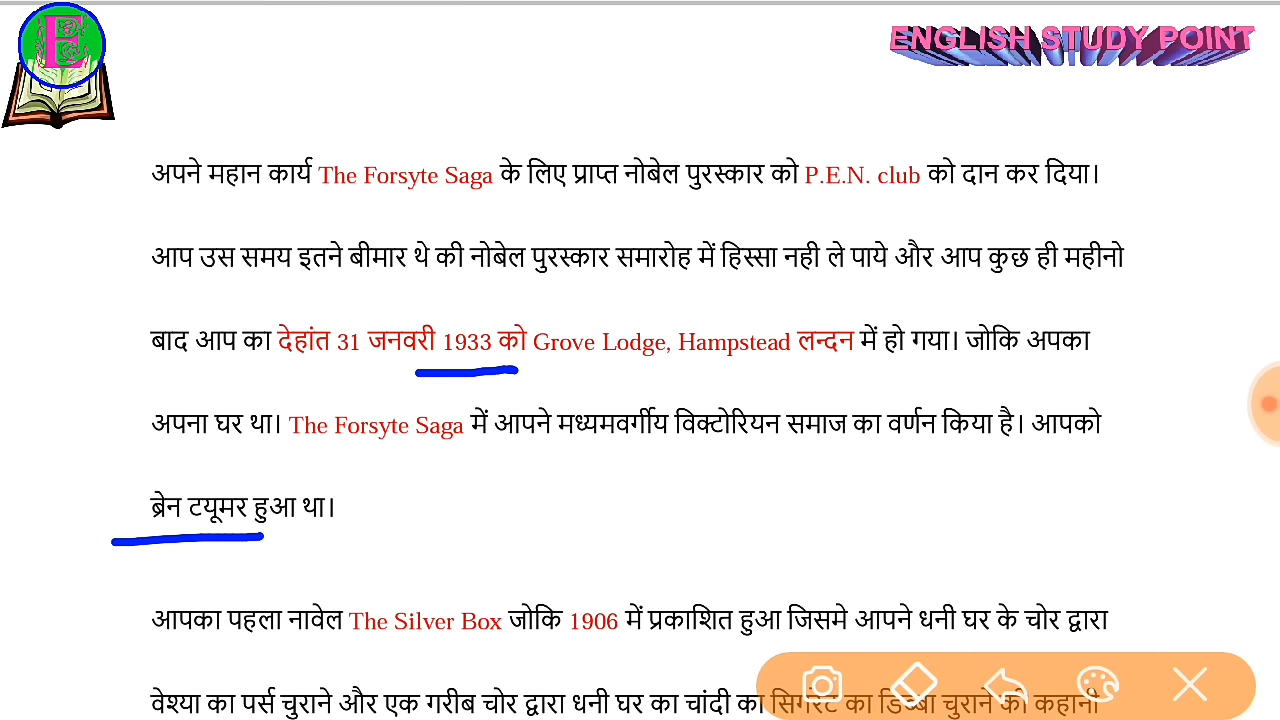 E
ENGLISH STUDY POINT
अपने महान कार्य The Forsyte Saga के लिए प्राप्त नोबेल पुरस्कार को P.E.N. club को दान कर दिया।
आप उस समय इतने बीमार थे की नोबेल पुरस्कार समारोह में हिस्सा नही ले पाये और आप कुछ ही महीनो
बाद आप का देहांत 31 जनवरी 1933 को Grove Lodge, Hampstead लन्दन में हो गया। जोकि अपका
अपना घर था। The Forsyte Saga में आपने मध्यमवर्गीय विक्टोरियन समाज का वर्णन किया है। आपको
ब्रेन टयूमर हुआ था।
आपका पहला नावेल The Silver Box जोकि 1906 में प्रकाशित हुआ जिसमे आपने धनी घर के चोर द्वारा
वेश्या का पर्स चुराने और एक गरीब चोर द्वारा धनी घर का चांदी का सिगरेट का डिब्बा चुराने की कहानी